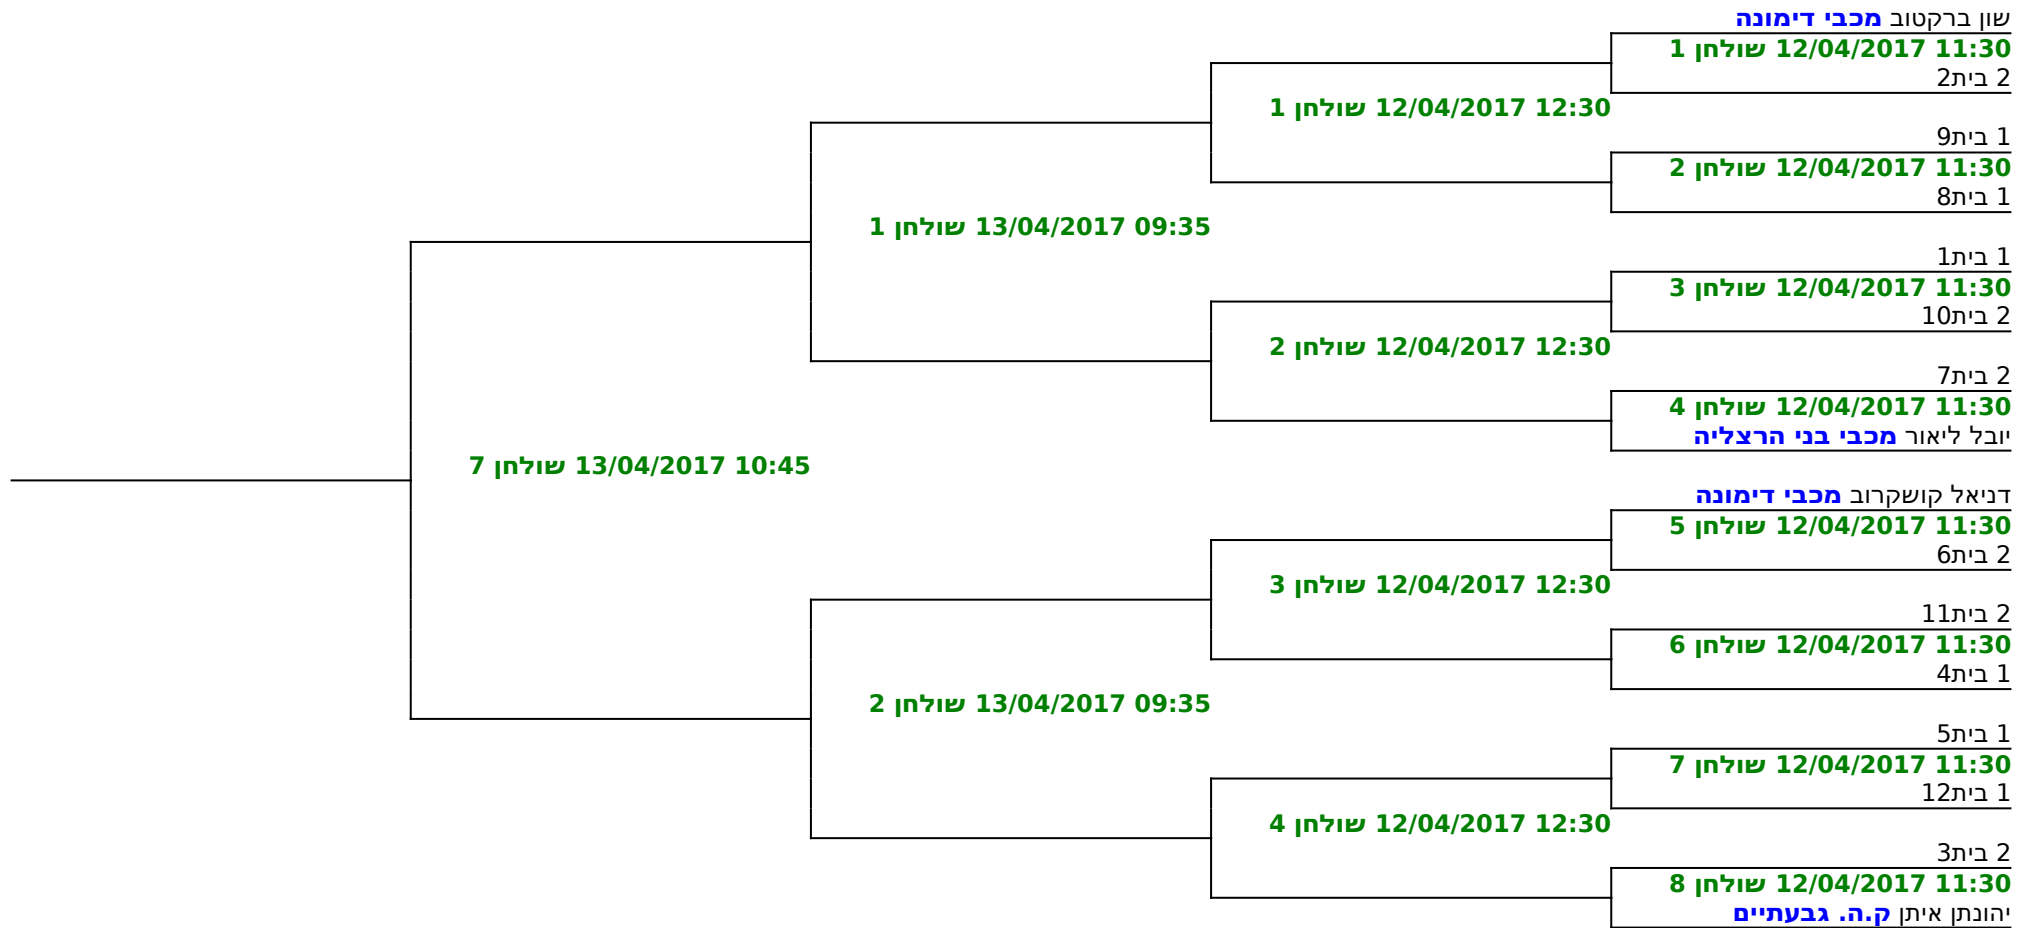 שון ברקטוב מכבי דימונה
12/04/2017 11:30 שולחן 1
2 בית2
12/04/2017 12:30 שולחן 1
1 בית9
12/04/2017 11:30 שולחן 2
1 בית8
13/04/2017 09:35 שולחן 1
1 בית1
12/04/2017 11:30 שולחן 3
2 בית10
12/04/2017 12:30 שולחן 2
2 בית7
12/04/2017 11:30 שולחן 4
יובל ליאור מכבי בני הרצליה
13/04/2017 10:45 שולחן 7
דניאל קושקרוב מכבי דימונה
12/04/2017 11:30 שולחן 5
2 בית6
12/04/2017 12:30 שולחן 3
2 בית11
12/04/2017 11:30 שולחן 6
1 בית4
13/04/2017 09:35 שולחן 2
1 בית5
12/04/2017 11:30 שולחן 7
1 בית12
12/04/2017 12:30 שולחן 4
2 בית3
12/04/2017 11:30 שולחן 8
יהונתן איתן ק.ה. גבעתיים